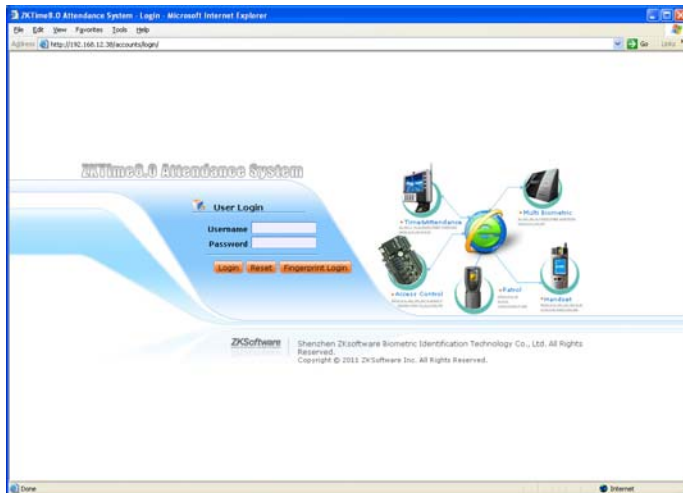 ZKTime8.0 Attendance System - Login - Microsoft Internet Explorer
File Edit View Favorites Tools Help
Address http://192.168.12.38/accounts/login/ Go Links
ZKTime8.0 Attendance System
User Login
Username
Password
Login Reset Fingerprint Login
Time&Attendance
Multi Biometric
Access Control
Patrol
Handset
ZKSoftware
Shenzhen ZKsoftware Biometric Identification Technology Co., Ltd. All Rights
Reserved.
Copyright © 2011 ZKSoftware Inc. All Rights Reserved.
Done Internet